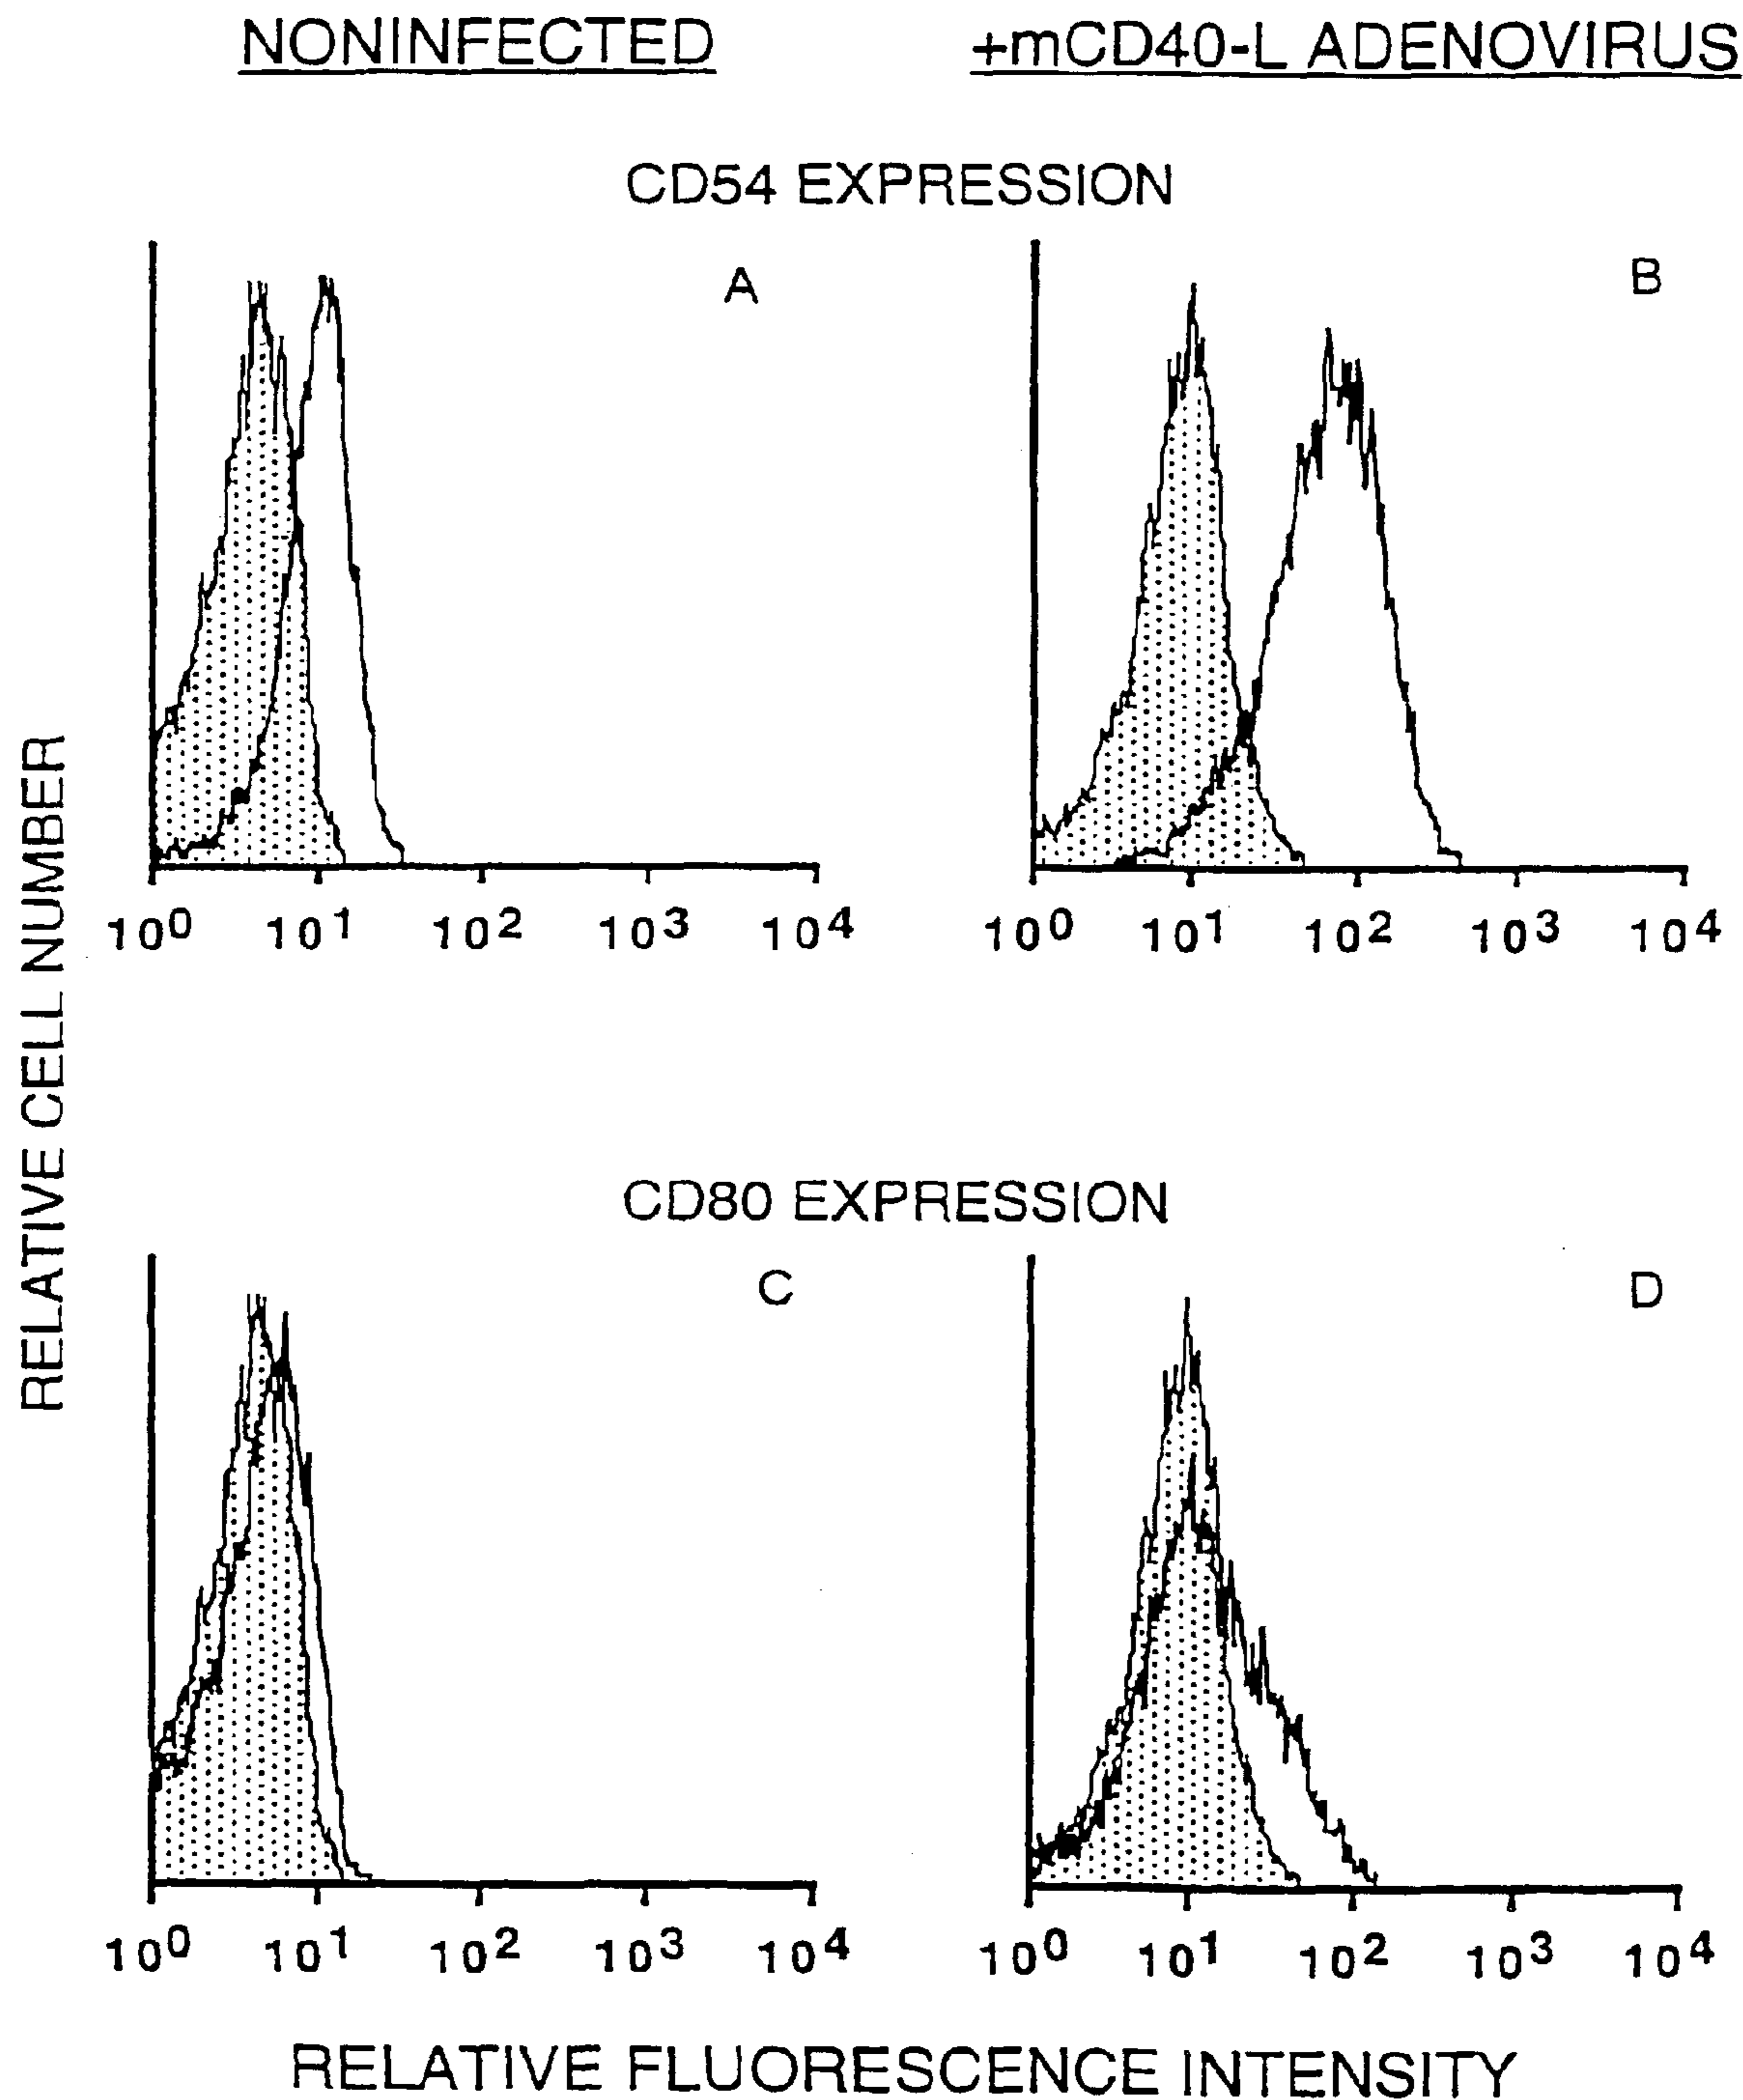 NONINFECTED +mCD40-L ADENOVIRUS
CD54 EXPRESSION
A B
10⁰ 10¹ 10² 10³ 10⁴ 10⁰ 10¹ 10² 10³ 10⁴
RELATIVE CELL NUMBER
CD80 EXPRESSION
C D
10⁰ 10¹ 10² 10³ 10⁴ 10⁰ 10¹ 10² 10³ 10⁴
RELATIVE FLUORESCENCE INTENSITY